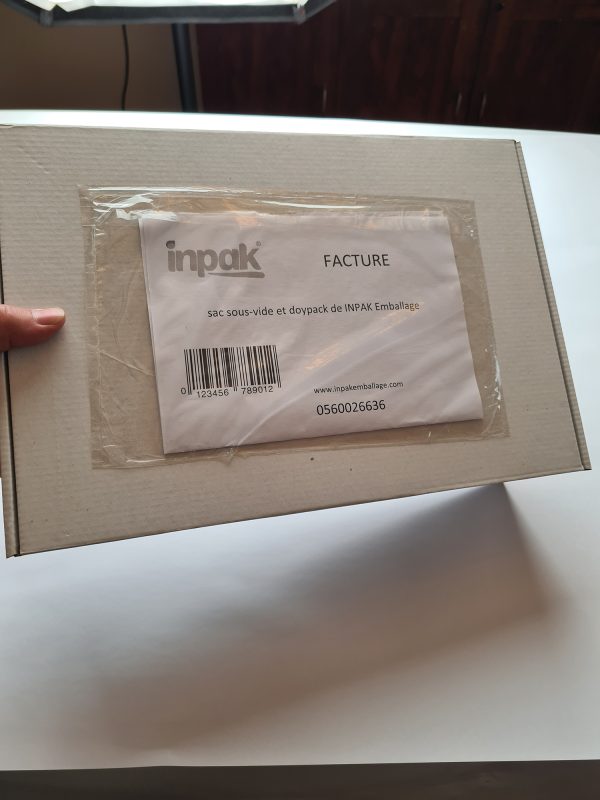 inpak®
FACTURE
sac sous-vide et doypack de INPAK Emballage
0 123456 789012
www.inpakemballage.com
0560026636